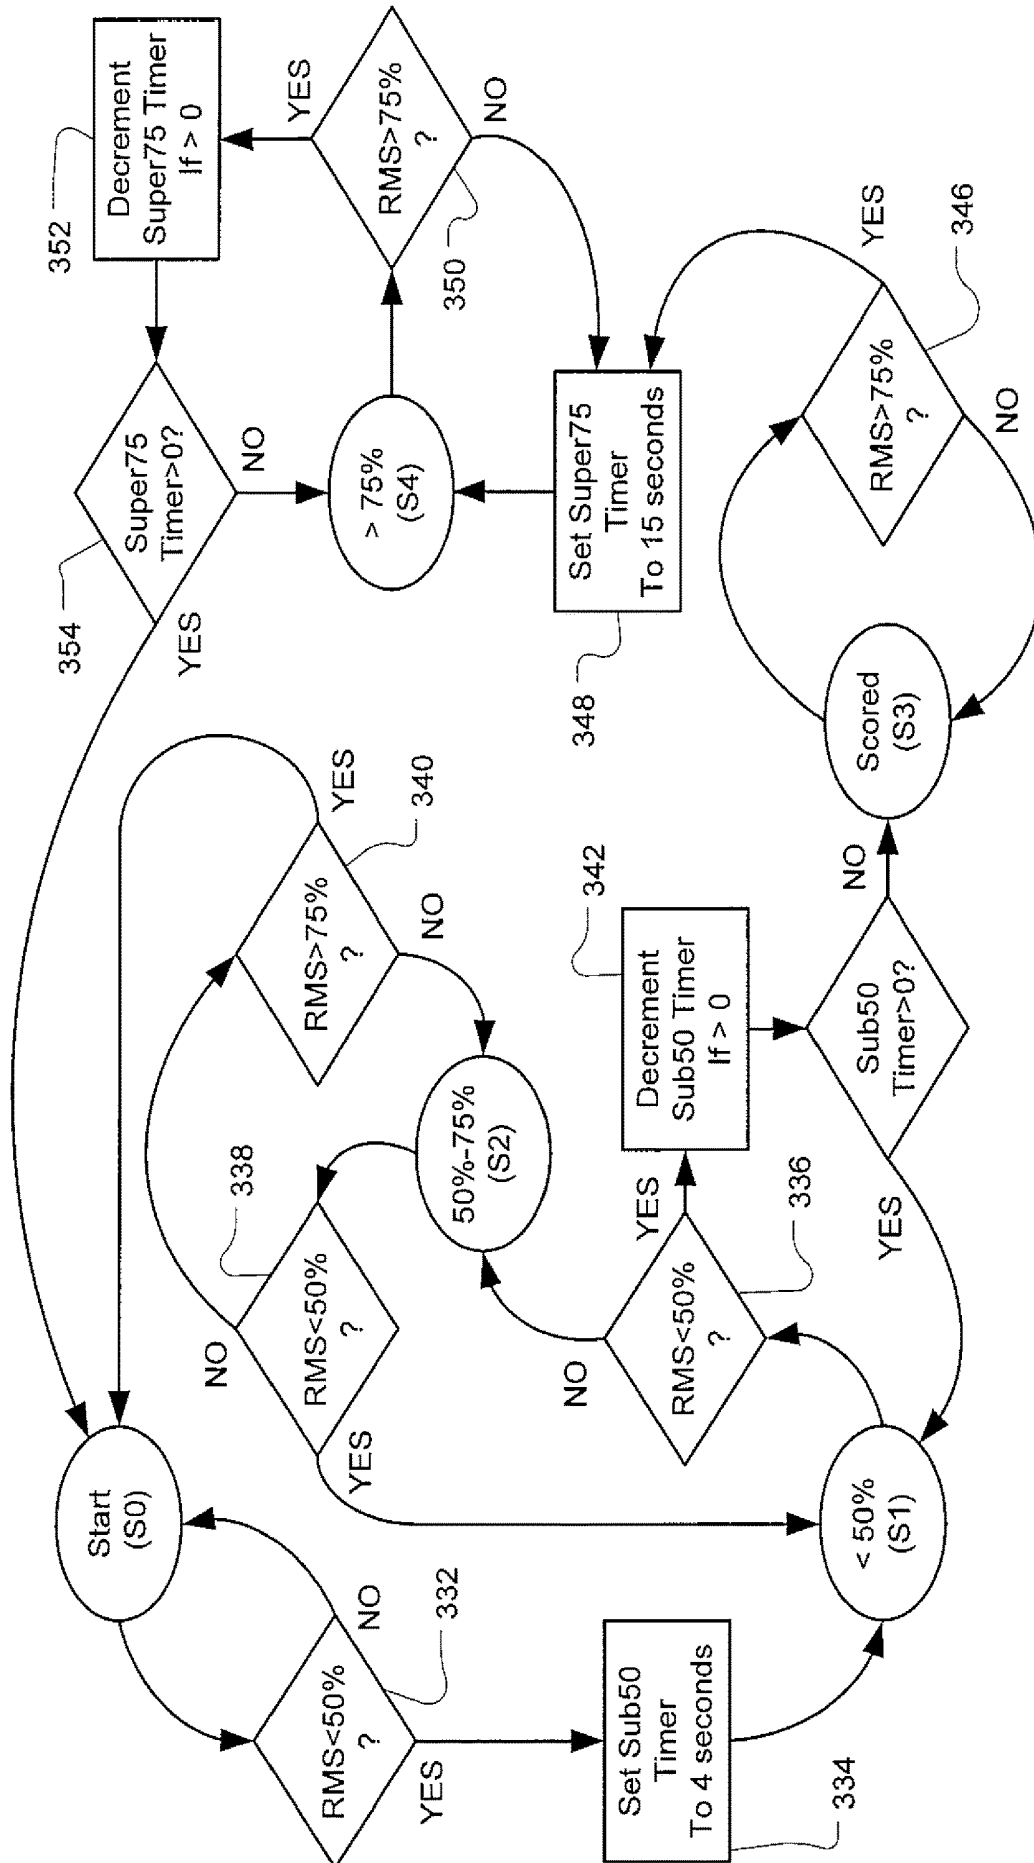 Start
(S0)
RMS<50%
?
NO
YES
332
Set Sub50
Timer
To 4 seconds
334
< 50%
(S1)
RMS<50%
?
NO
YES
336
50%-75%
(S2)
RMS<50%
?
NO
YES
338
RMS>75%
?
YES
NO
340
Decrement
Sub50 Timer
If > 0
342
Sub50
Timer>0?
YES
NO
Scored
(S3)
RMS>75%
?
YES
NO
346
Set Super75
Timer
To 15 seconds
348
> 75%
(S4)
RMS>75%
?
YES
NO
350
Decrement
Super75 Timer
If > 0
352
Super75
Timer>0?
YES
NO
354